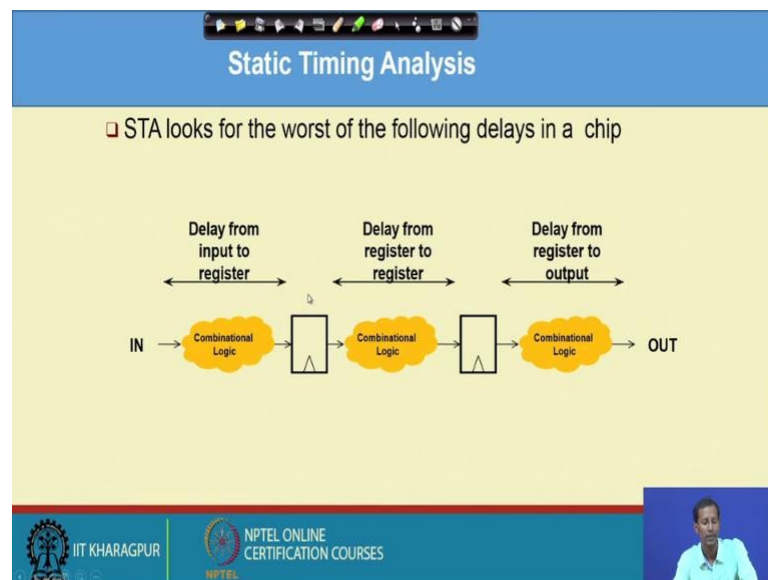 Static Timing Analysis
STA looks for the worst of the following delays in a chip
Delay from
input to
register
Delay from
register to
register
Delay from
register to
output
IN
Combinational
Logic
Combinational
Logic
Combinational
Logic
OUT
IIT KHARAGPUR
NPTEL
NPTEL ONLINE
CERTIFICATION COURSES